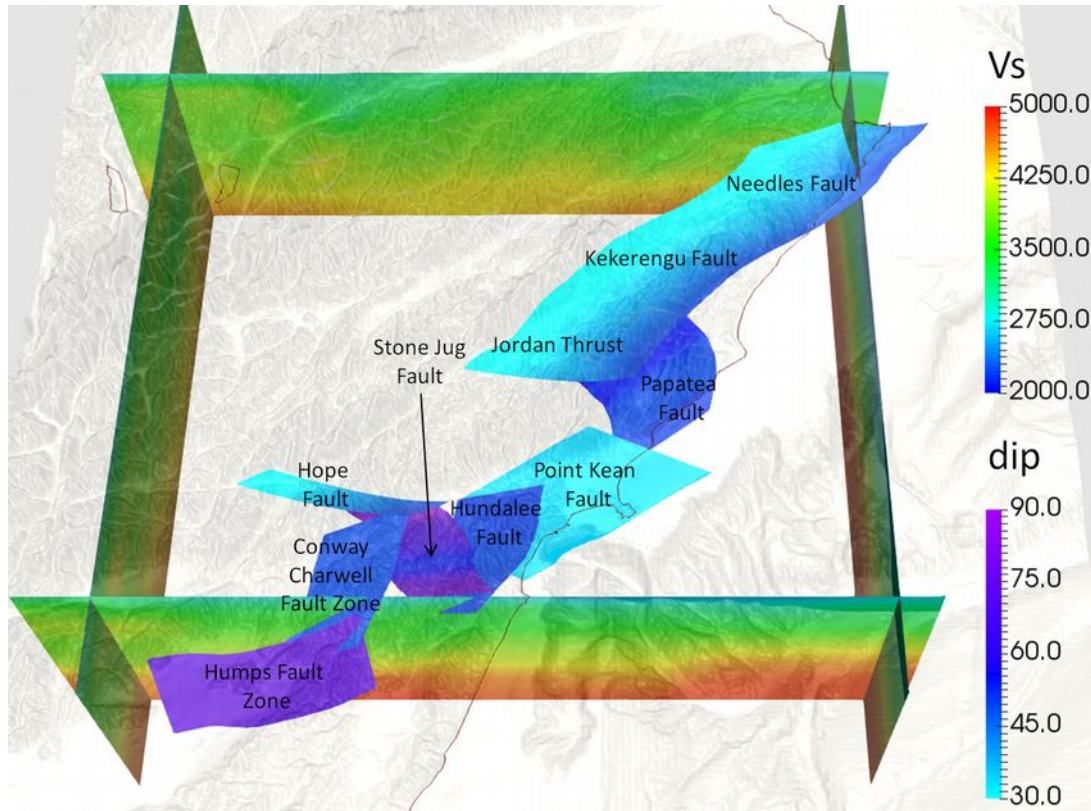 Vs
5000.0
4250.0
3500.0
2750.0
2000.0
Needles Fault
Kekerengu Fault
Stone Jug
Fault
Jordan Thrust
Papatea
Fault
Hope
Fault
Point Kean
Fault
Hundalee
Fault
Conway
Charwell
Fault Zone
Humps Fault
Zone
dip
90.0
75.0
60.0
45.0
30.0